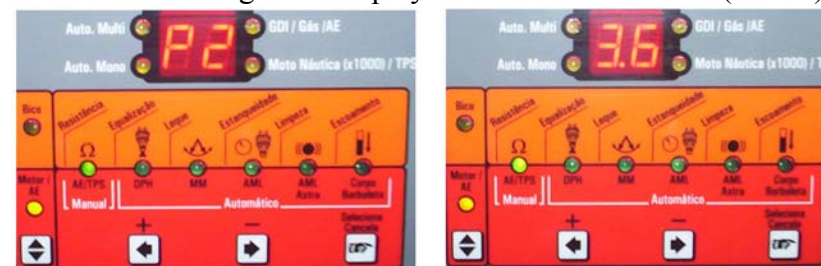 Auto. Multi P2 GDI / Gás /AE
Auto. Mono Moto Náutica (x1000) / TPS
Bico
Resistência Equalização Leque Estanqueidade Limpeza Escoamento
Ω
Motor / AE
AE/TPS DPH MM AML AML Astra Corpo Borboleta
Manual Automático
+ − Seleciona Cancela
Auto. Multi 3.6 GDI / Gás /AE
Auto. Mono Moto Náutica (x1000) / T
Bico
Resistência Equalização Leque Estanqueidade Limpeza Escoamento
Ω
Motor / AE
AE/TPS DPH MM AML AML Astra Corpo Borboleta
Manual Automático
+ − Seleciona Cancela